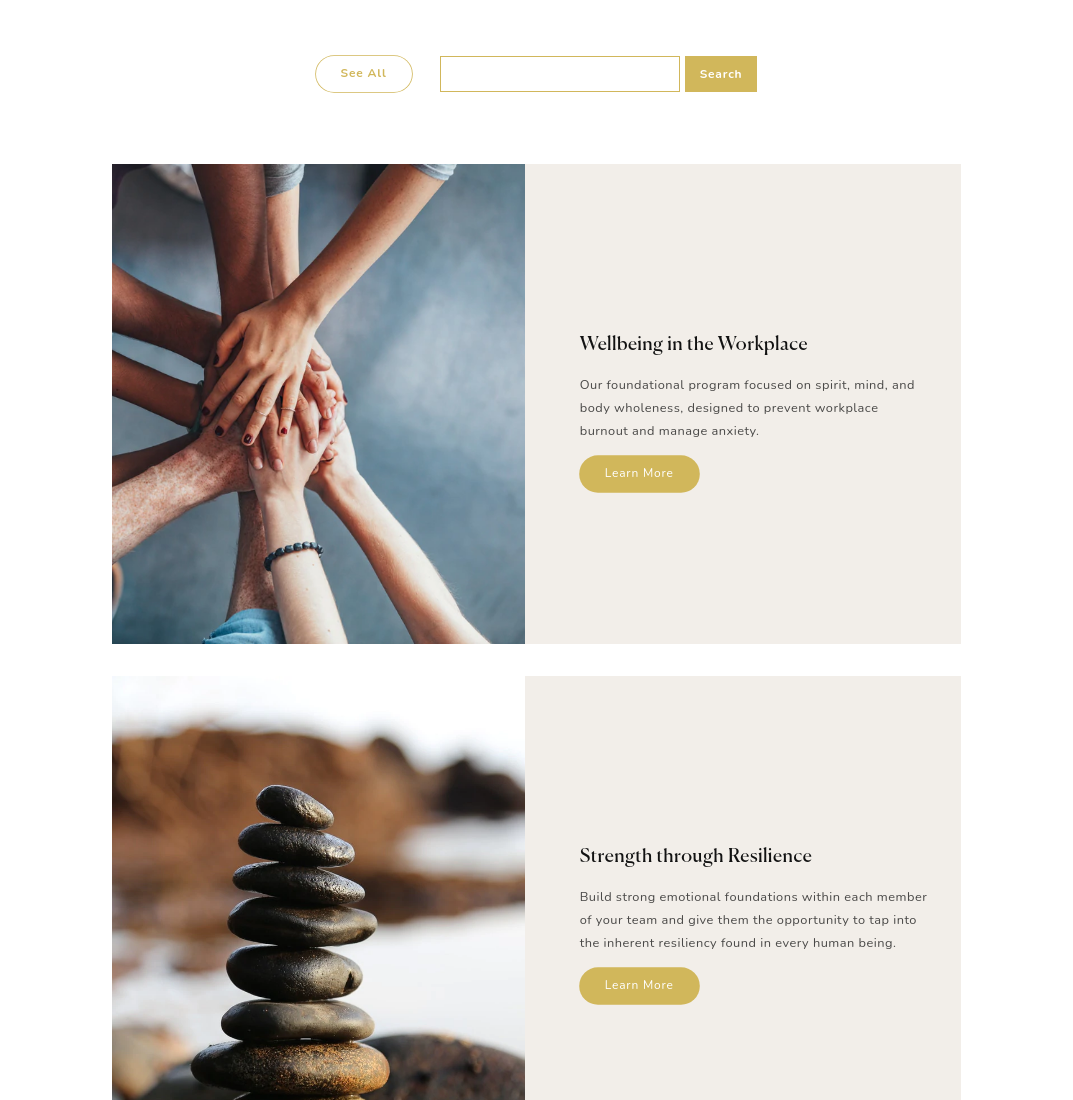 See All
Search
Wellbeing in the Workplace
Our foundational program focused on spirit, mind, and
body wholeness, designed to prevent workplace
burnout and manage anxiety.
Learn More
Strength through Resilience
Build strong emotional foundations within each member
of your team and give them the opportunity to tap into
the inherent resiliency found in every human being.
Learn More